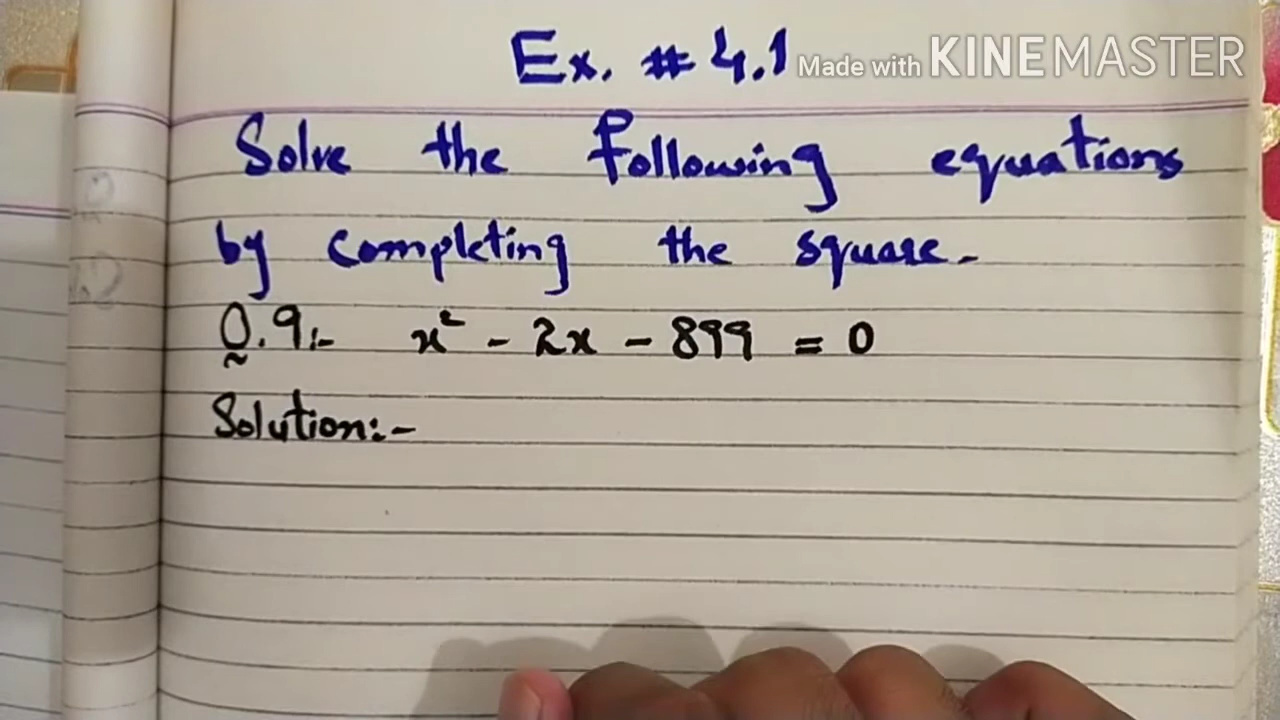 Ex. # 4.1
Made with KINEMASTER
Solve the following equations
by completing the square.
Q.9:- x² - 2x - 899 = 0
Solution:-